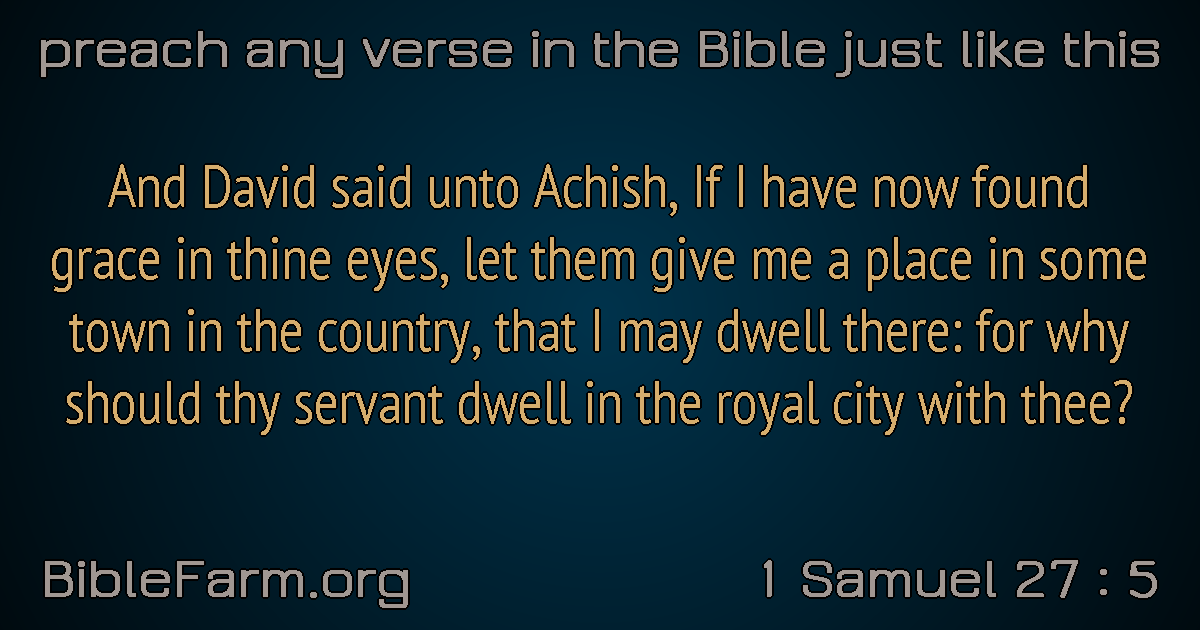 preach any verse in the Bible just like this
And David said unto Achish, If I have now found
grace in thine eyes, let them give me a place in some
town in the country, that I may dwell there: for why
should thy servant dwell in the royal city with thee?
BibleFarm.org
1 Samuel 27 : 5